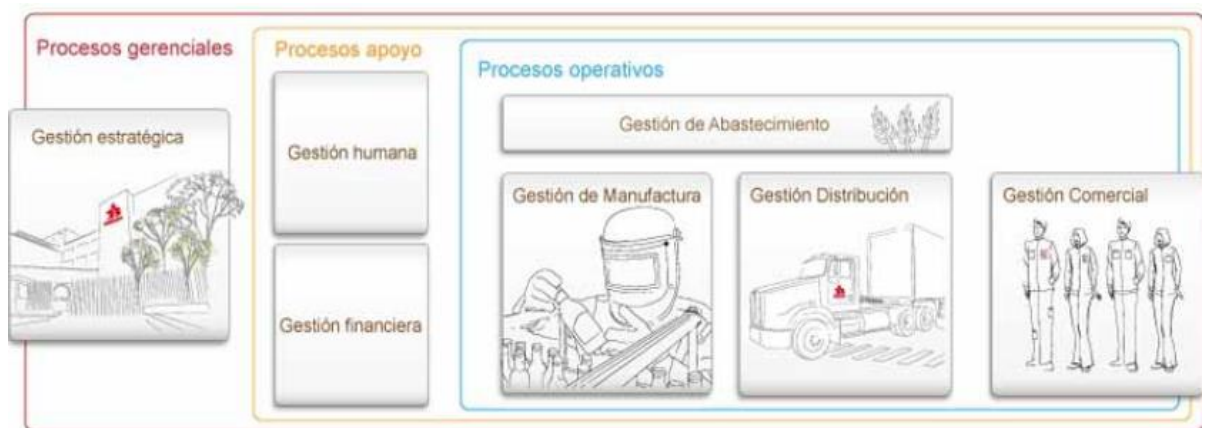 Procesos gerenciales
Gestión estratégica
Procesos apoyo
Gestión humana
Gestión financiera
Procesos operativos
Gestión de Abastecimiento
Gestión de Manufactura
Gestión Distribución
Gestión Comercial